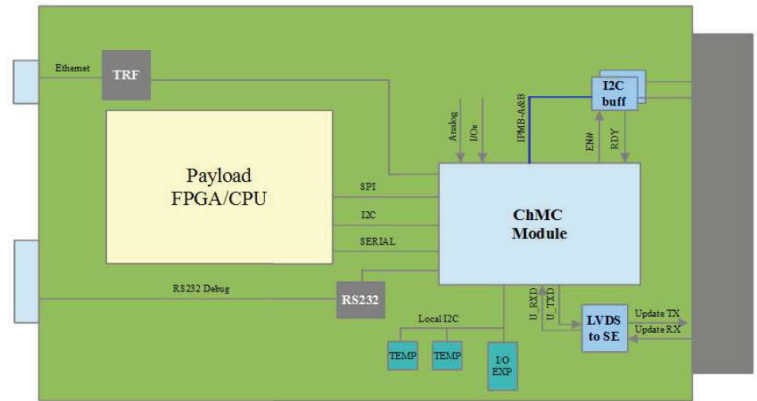 Ethernet
TRF
Payload
FPGA/CPU
SPI
I2C
SERIAL
RS232 Debug
RS232
Analog
I/Os
IPMB-A&B
I2C
buff
EN#
RDY
ChMC
Module
U_RXD
U_TXD
LVDS
to SE
Update TX
Update RX
Local I2C
TEMP
TEMP
I/O
EXP